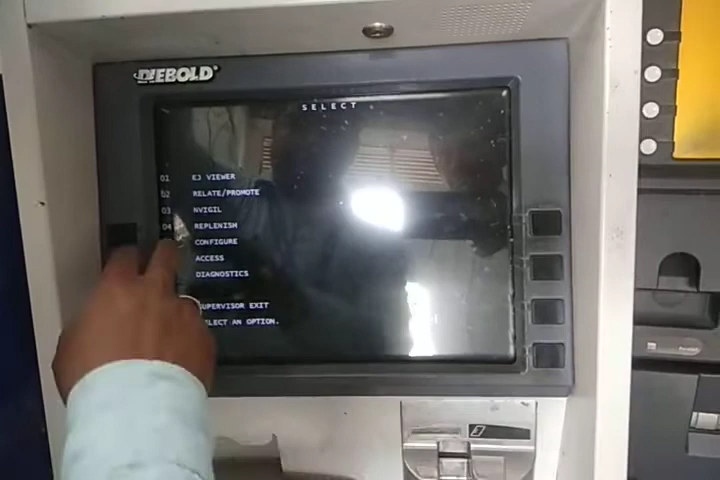 DIEBOLD
SELECT
01 EJ VIEWER
02 RELATE/PROMOTE
03 NVIGIL
04 REPLENISH
CONFIGURE
ACCESS
DIAGNOSTICS
SUPERVISOR EXIT
SELECT AN OPTION.